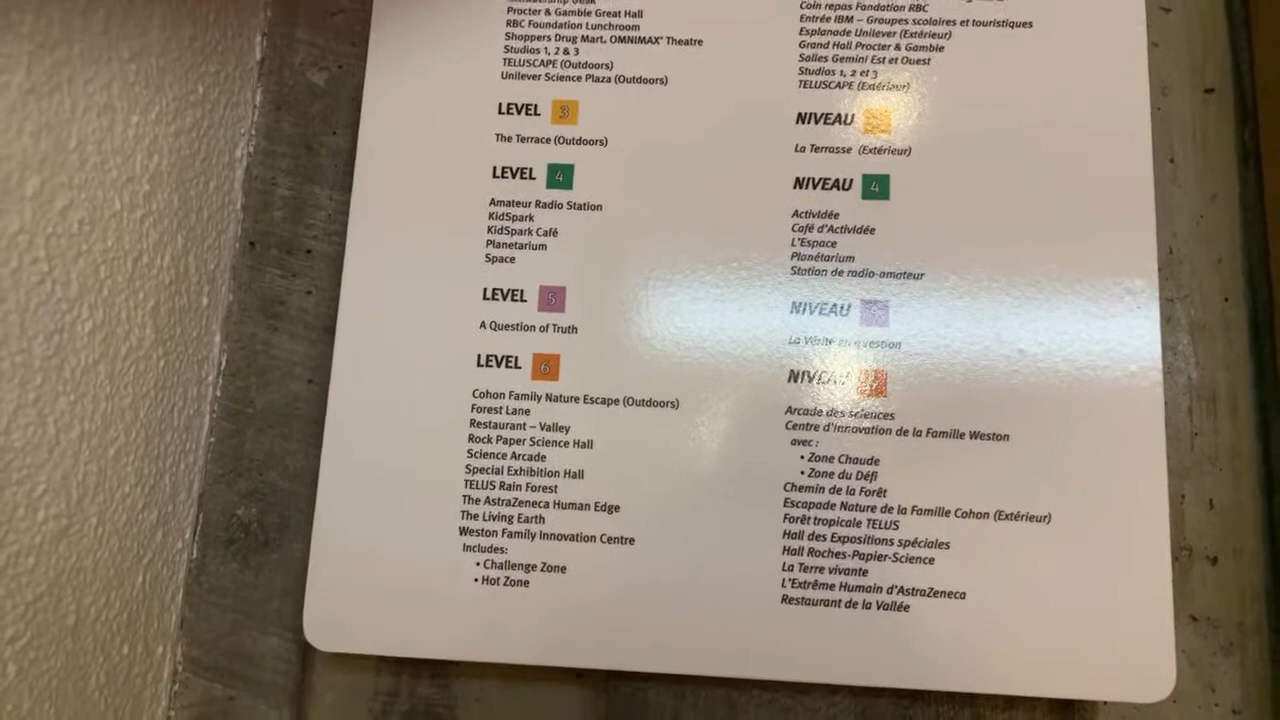 Procter & Gamble Great Hall
RBC Foundation Lunchroom
Shoppers Drug Mart, OMNIMAX® Theatre
Studios 1, 2 & 3
TELUSCAPE (Outdoors)
Unilever Science Plaza (Outdoors)
LEVEL 3
The Terrace (Outdoors)
LEVEL 4
Amateur Radio Station
KidSpark
KidSpark Café
Planetarium
Space
LEVEL 5
A Question of Truth
LEVEL 6
Cohon Family Nature Escape (Outdoors)
Forest Lane
Restaurant – Valley
Rock Paper Science Hall
Science Arcade
Special Exhibition Hall
TELUS Rain Forest
The AstraZeneca Human Edge
The Living Earth
Weston Family Innovation Centre
Includes:
• Challenge Zone
• Hot Zone
Coin repas Fondation RBC
Entrée IBM – Groupes scolaires et touristiques
Esplanade Unilever (Extérieur)
Grand Hall Procter & Gamble
Salles Gemini Est et Ouest
Studios 1, 2 et 3
TELUSCAPE (Extérieur)
NIVEAU
La Terrasse (Extérieur)
NIVEAU 4
Actividée
Café d'Actividée
L'Espace
Planétarium
Station de radio-amateur
NIVEAU
La Vérité en question
NIVEAU
Arcade des sciences
Centre d'innovation de la Famille Weston
avec :
• Zone Chaude
• Zone du Défi
Chemin de la Forêt
Escapade Nature de la Famille Cohon (Extérieur)
Forêt tropicale TELUS
Hall des Expositions spéciales
Hall Roches-Papier-Science
La Terre vivante
L'Extrême Humain d'AstraZeneca
Restaurant de la Vallée